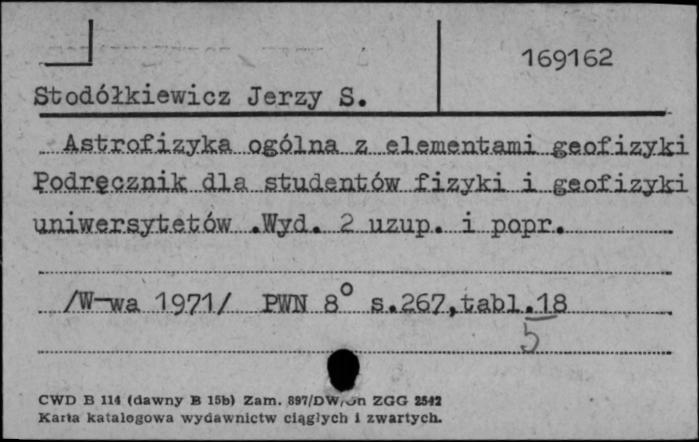 169162
Stodółkiewicz Jerzy S.
Astrofizyka ogólna z elementami geofizyki
Podręcznik dla studentów fizyki i geofizyki
uniwersytetów .Wyd. 2 uzup. i popr.
/W-wa 1971/ PWN 8° s.267,tabl.18
5
CWD B 114 (dawny B 15b) Zam. 897/DW/ ZGG 2542
Karta katalogowa wydawnictw ciągłych i zwartych.